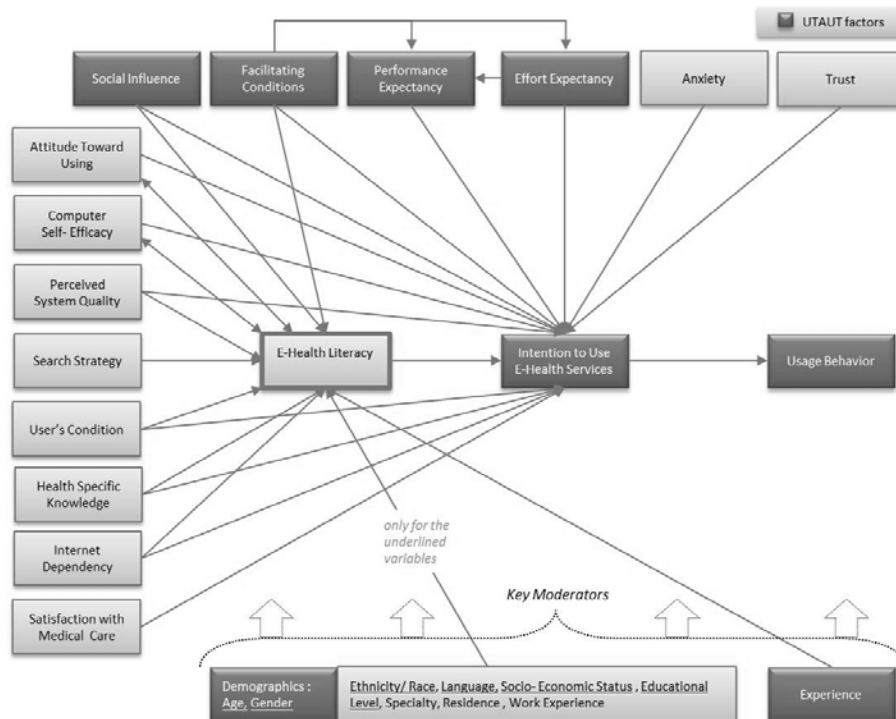 UTAUT factors
Social Influence
Facilitating
Conditions
Performance
Expectancy
Effort Expectancy
Anxiety
Trust
Attitude Toward
Using
Computer
Self- Efficacy
Perceived
System Quality
Search Strategy
E-Health Literacy
Intention to Use
E-Health Services
Usage Behavior
User's Condition
Health Specific
Knowledge
Internet
Dependency
Satisfaction with
Medical Care
only for the
underlined
variables
Key Moderators
Demographics :
Age, Gender
Ethnicity/ Race, Language, Socio- Economic Status , Educational
Level, Specialty, Residence , Work Experience
Experience